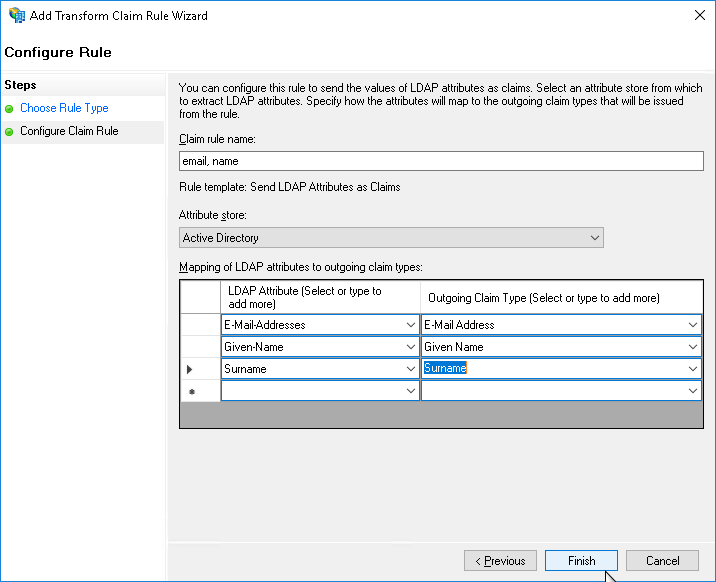 Add Transform Claim Rule Wizard
Configure Rule
Steps
Choose Rule Type
Configure Claim Rule
You can configure this rule to send the values of LDAP attributes as claims. Select an attribute store from which
to extract LDAP attributes. Specify how the attributes will map to the outgoing claim types that will be issued
from the rule.
Claim rule name:
email, name
Rule template: Send LDAP Attributes as Claims
Attribute store:
Active Directory
Mapping of LDAP attributes to outgoing claim types:
LDAP Attribute (Select or type to
add more)
Outgoing Claim Type (Select or type to add more)
E-Mail-Addresses
E-Mail Address
Given-Name
Given Name
Surname
Surname
< Previous
Finish
Cancel